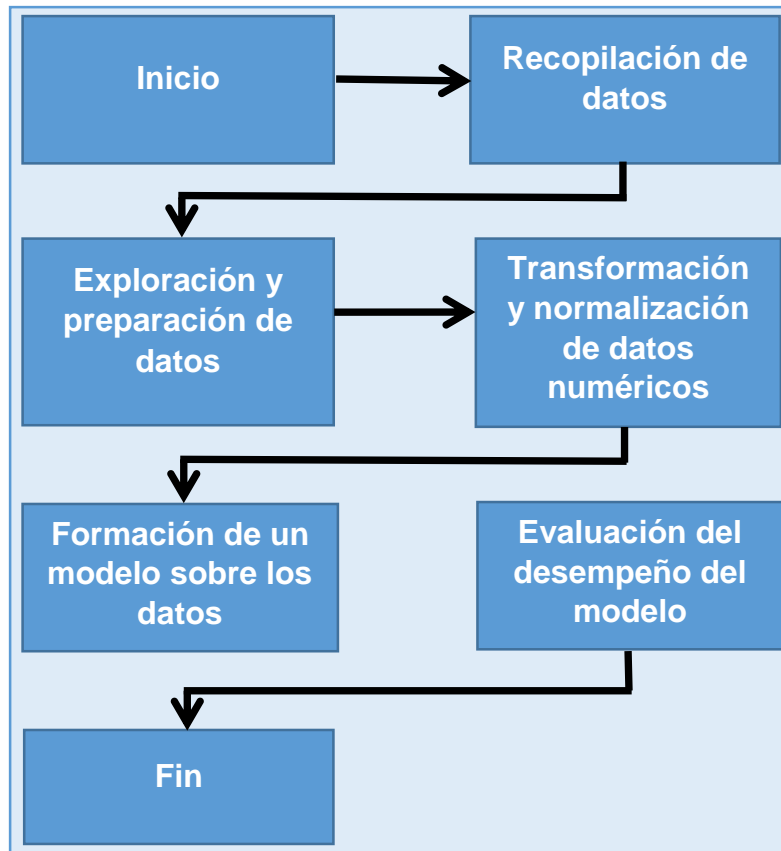 Inicio
Recopilación de
datos
Exploración y
preparación de
datos
Transformación
y normalización
de datos
numéricos
Formación de un
modelo sobre los
datos
Evaluación del
desempeño del
modelo
Fin